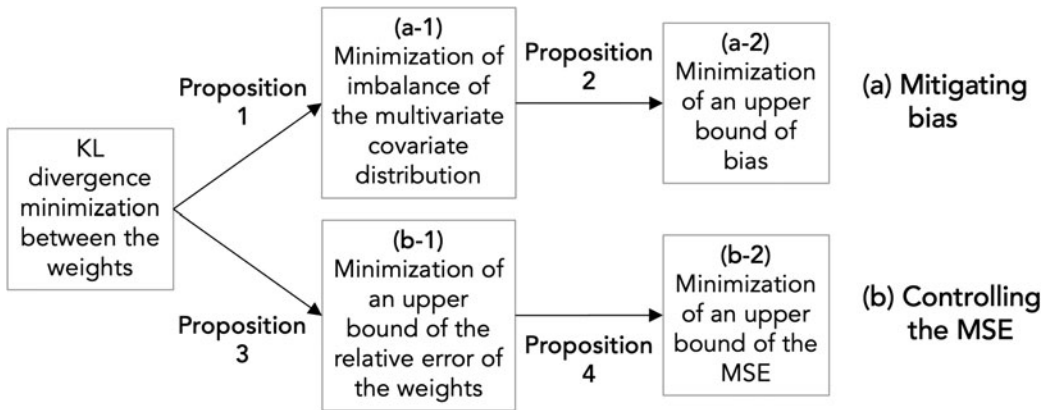 KL
divergence
minimization
between the
weights
Proposition
1
(a-1)
Minimization of
imbalance of
the multivariate
covariate
distribution
Proposition
2
(a-2)
Minimization
of an upper
bound of
bias
(a) Mitigating
bias
Proposition
3
(b-1)
Minimization of
an upper
bound of the
relative error of
the weights
Proposition
4
(b-2)
Minimization
of an upper
bound of the
MSE
(b) Controlling
the MSE